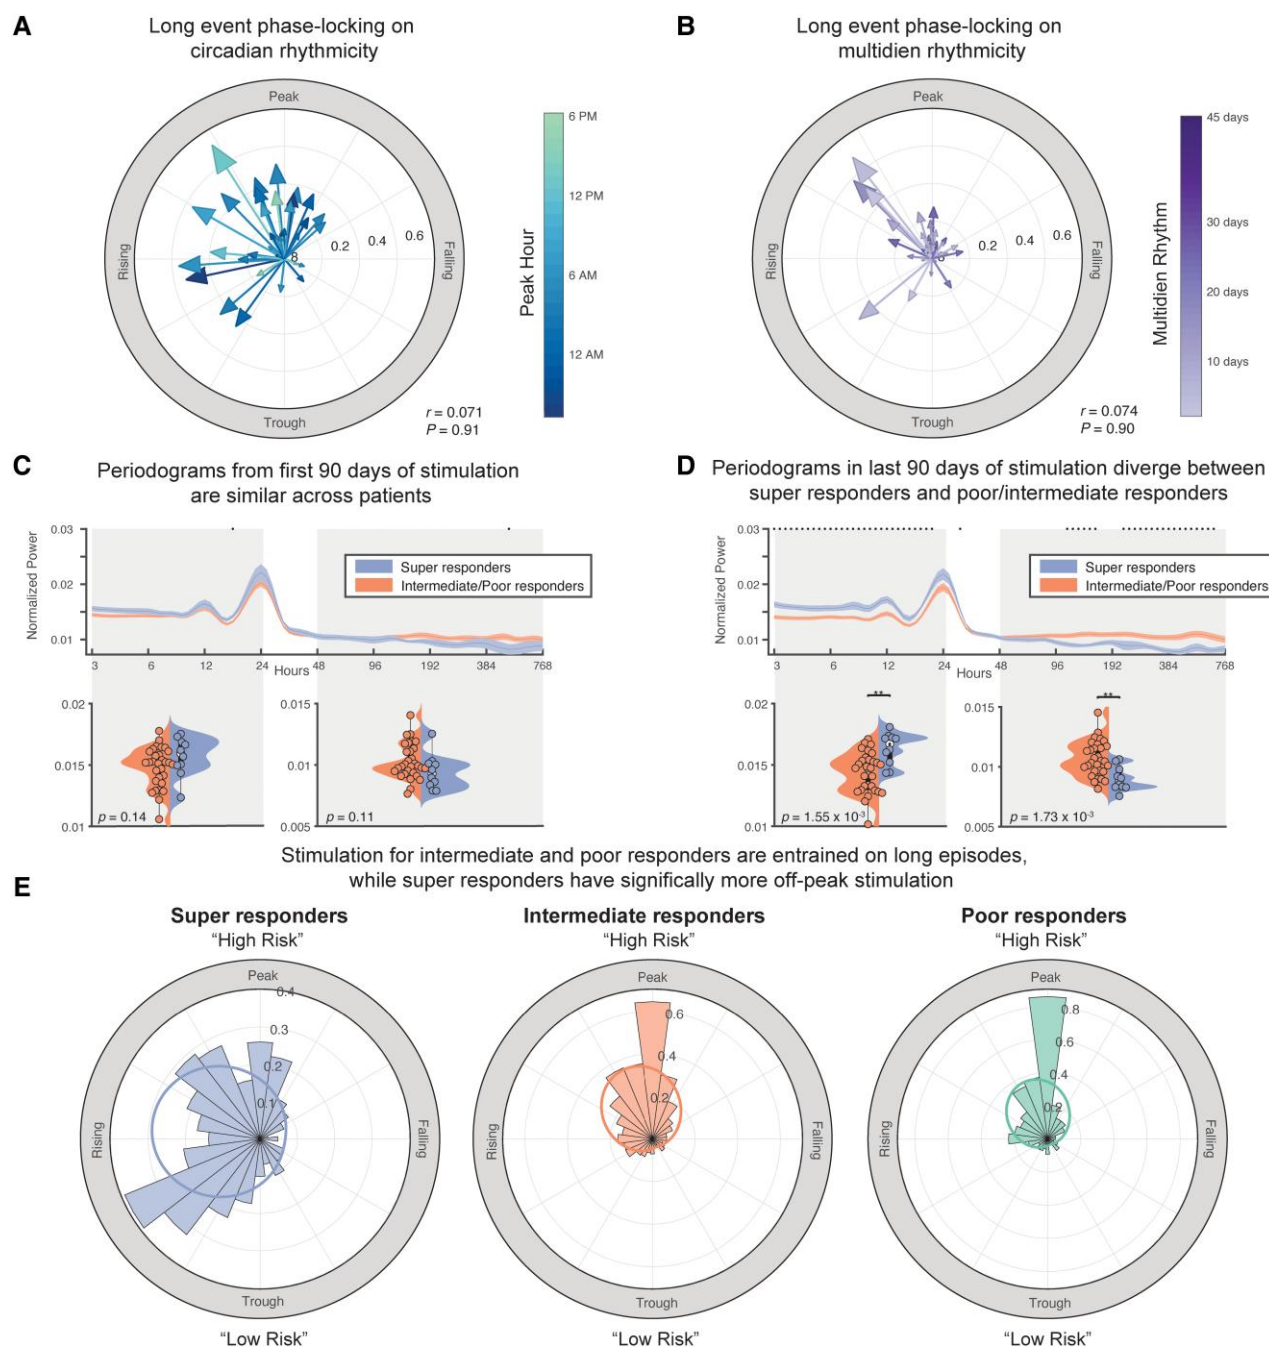 A
Long event phase-locking on
circadian rhythmicity
Peak
Rising
Falling
Trough
0.2
0.4
0.6
Peak Hour
6 PM
12 PM
6 AM
12 AM
r = 0.071
P = 0.91
B
Long event phase-locking on
multidien rhythmicity
Peak
Rising
Falling
Trough
0.2
0.4
0.6
Multidien Rhythm
45 days
30 days
20 days
10 days
r = 0.074
P = 0.90
C
Periodograms from first 90 days of stimulation
are similar across patients
Normalized Power
0.03
0.02
0.01
Super responders
Intermediate/Poor responders
3
6
12
24
48
96
192
384
768
Hours
0.02
0.015
0.01
p = 0.14
0.015
0.01
0.005
p = 0.11
D
Periodograms in last 90 days of stimulation diverge between
super responders and poor/intermediate responders
Normalized Power
0.03
0.02
0.01
Super responders
Intermediate/Poor responders
3
6
12
24
48
96
192
384
768
Hours
**
0.02
0.015
0.01
p = 1.55 x 10⁻³
**
0.015
0.01
0.005
p = 1.73 x 10⁻³
E
Stimulation for intermediate and poor responders are entrained on long episodes,
while super responders have significally more off-peak stimulation
Super responders
"High Risk"
Peak
Rising
Falling
Trough
0.4
0.3
0.2
0.1
"Low Risk"
Intermediate responders
"High Risk"
Peak
Rising
Falling
Trough
0.6
0.4
0.2
"Low Risk"
Poor responders
"High Risk"
Peak
Rising
Falling
Trough
0.8
0.6
0.4
0.2
"Low Risk"